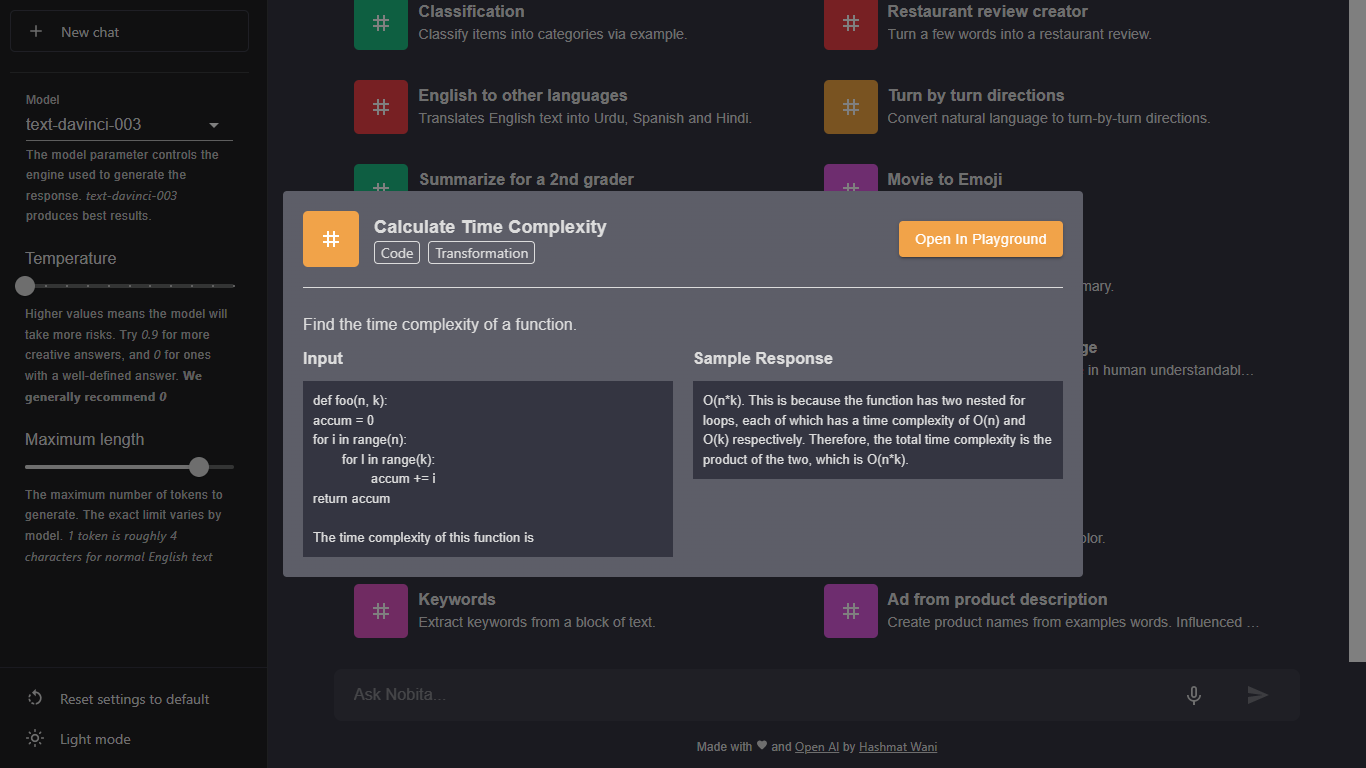 New chat
Model
text-davinci-003
The model parameter controls the
engine used to generate the
response. text-davinci-003
produces best results.
Temperature
Higher values means the model will
take more risks. Try 0.9 for more
creative answers, and 0 for ones
with a well-defined answer. We
generally recommend 0
Maximum length
The maximum number of tokens to
generate. The exact limit varies by
model. 1 token is roughly 4
characters for normal English text
Reset settings to default
Light mode
Classification
Classify items into categories via example.
Restaurant review creator
Turn a few words into a restaurant review.
English to other languages
Translates English text into Urdu, Spanish and Hindi.
Turn by turn directions
Convert natural language to turn-by-turn directions.
Summarize for a 2nd grader
Movie to Emoji
Calculate Time Complexity
Code
Transformation
Open In Playground
Find the time complexity of a function.
Input
def foo(n, k):
accum = 0
for i in range(n):
for l in range(k):
accum += i
return accum
The time complexity of this function is
Sample Response
O(n*k). This is because the function has two nested for
loops, each of which has a time complexity of O(n) and
O(k) respectively. Therefore, the total time complexity is the
product of the two, which is O(n*k).
in human understandabl...
Keywords
Extract keywords from a block of text.
Ad from product description
Create product names from examples words. Influenced ...
Ask Nobita...
Made with ♥ and Open AI by Hashmat Wani